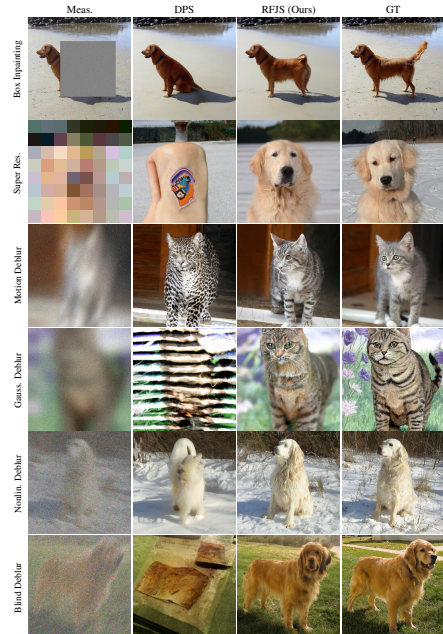 Meas. DPS RFJS (Ours) GT
Box Inpainting
Super Res.
Motion Deblur
Gauss. Deblur
Nonlin. Deblur
Blind Deblur